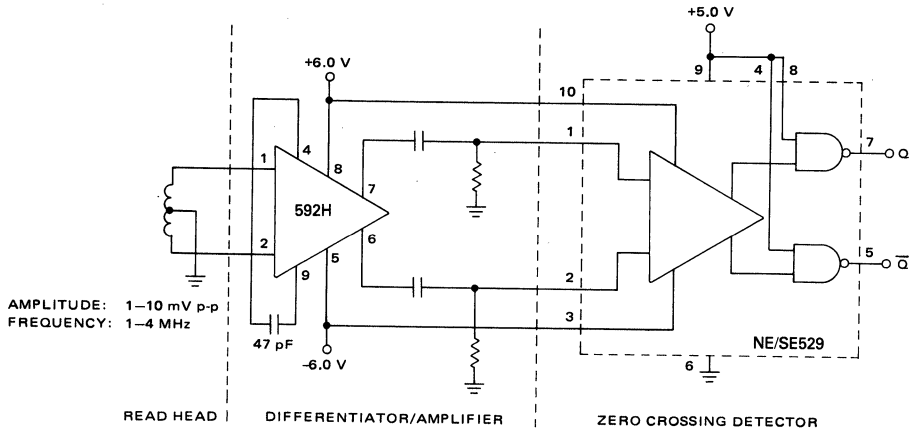 +5.0 V
+6.0 V
9
4
8
10
1
4
1
8
7
7
Q
592H
6
2
5
5
Q̅
9
2
AMPLITUDE: 1–10 mV p-p
FREQUENCY: 1–4 MHz
3
47 pF
–6.0 V
NE/SE529
6
READ HEAD
DIFFERENTIATOR/AMPLIFIER
ZERO CROSSING DETECTOR